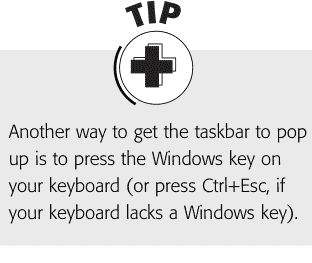 TIP
Another way to get the taskbar to pop
up is to press the Windows key on
your keyboard (or press Ctrl+Esc, if
your keyboard lacks a Windows key).